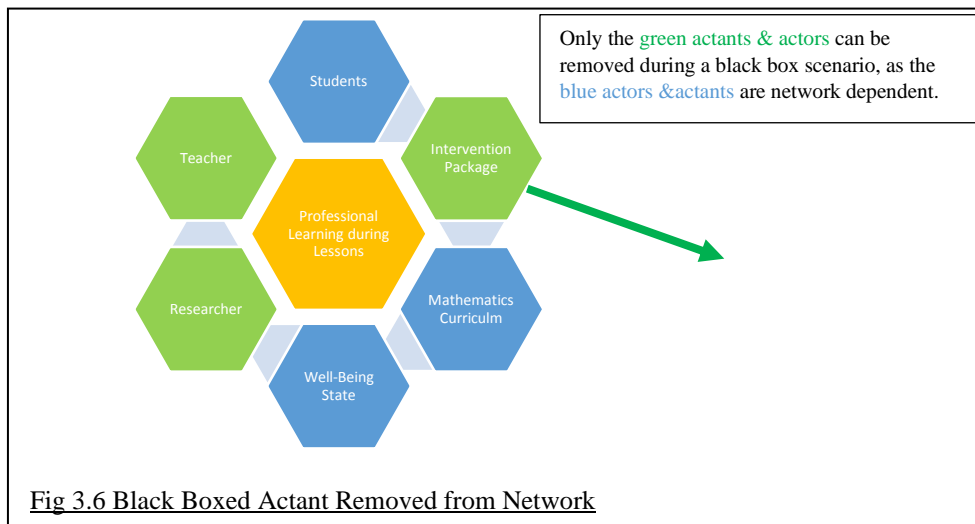 Only the green actants & actors can be
removed during a black box scenario, as the
blue actors &actants are network dependent.
Students
Teacher
Intervention
Package
Professional
Learning during
Lessons
Researcher
Mathematics
Curriculm
Well-Being
State
Fig 3.6 Black Boxed Actant Removed from Network